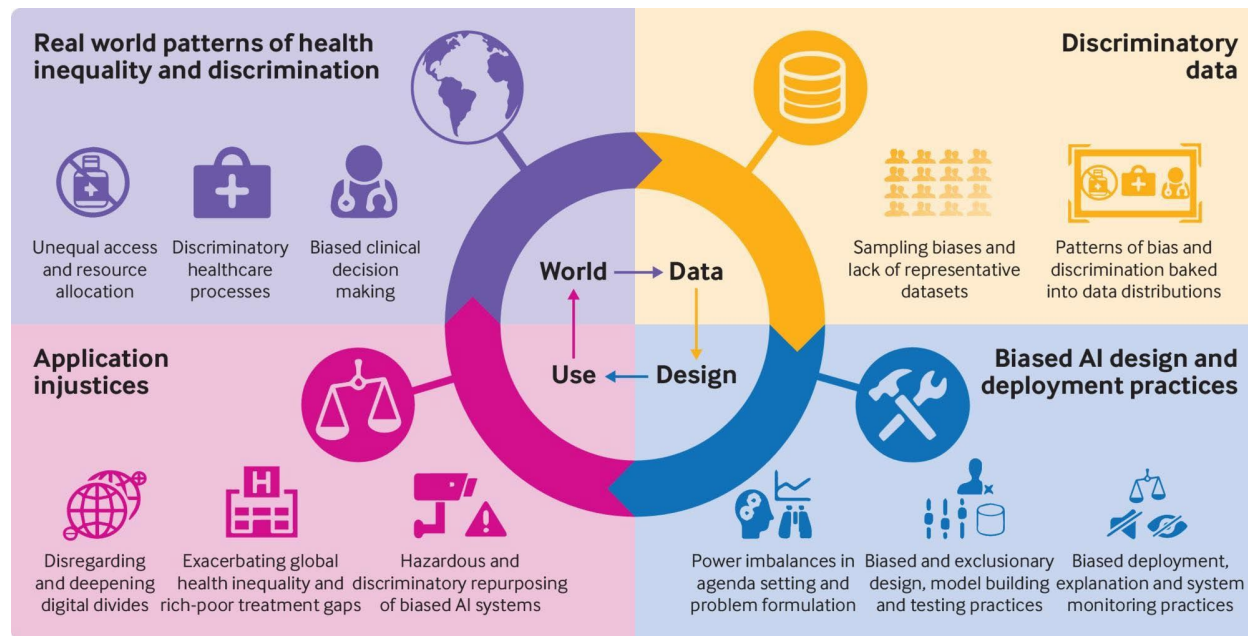 Real world patterns of health
inequality and discrimination
Unequal access
and resource
allocation
Discriminatory
healthcare
processes
Biased clinical
decision
making
Discriminatory
data
Sampling biases and
lack of representative
datasets
Patterns of bias and
discrimination baked
into data distributions
World
Data
Use
Design
Application
injustices
H
Disregarding
and deepening
digital divides
Exacerbating global
health inequality and
rich-poor treatment gaps
Hazardous and
discriminatory repurposing
of biased AI systems
Biased AI design and
deployment practices
Power imbalances in
agenda setting and
problem formulation
Biased and exclusionary
design, model building
and testing practices
Biased deployment,
explanation and system
monitoring practices